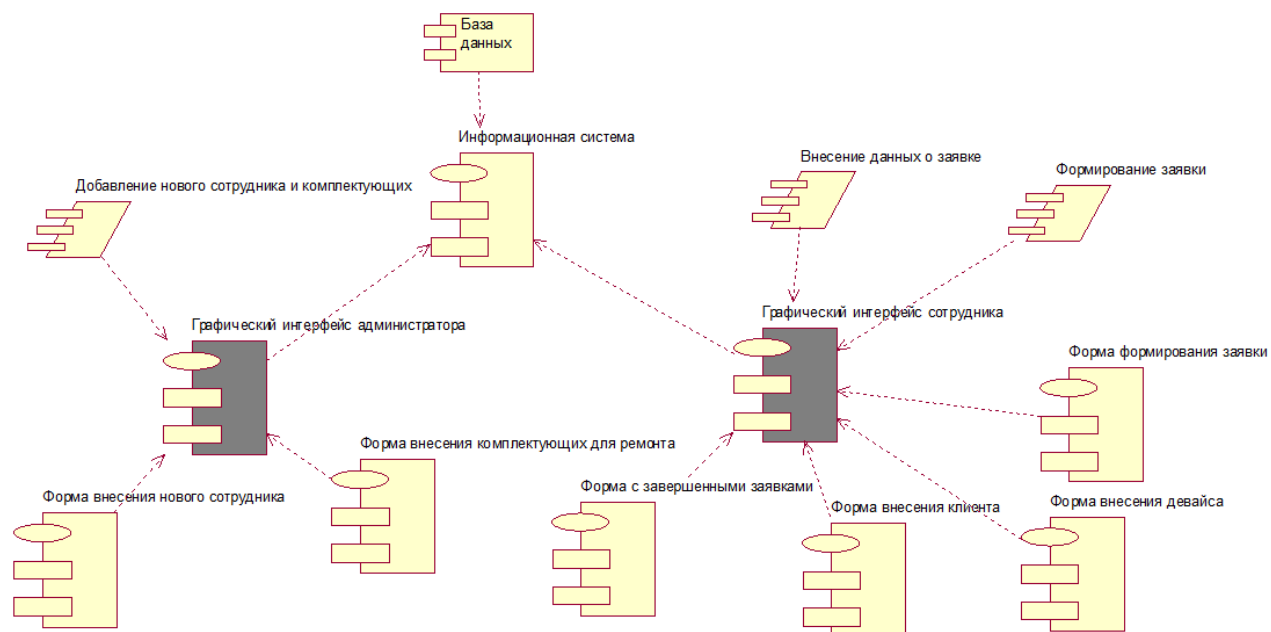 База
данных
Информационная система
Внесение данных о заявке
Формирование заявки
Добавление нового сотрудника и комплектующих
Графический интерфейс администратора
Графический интерфейс сотрудника
Форма формирования заявки
Форма внесения комплектующих для ремонта
Форма внесения нового сотрудника
Форма с завершенными заявками
Форма внесения клиента
Форма внесения девайса